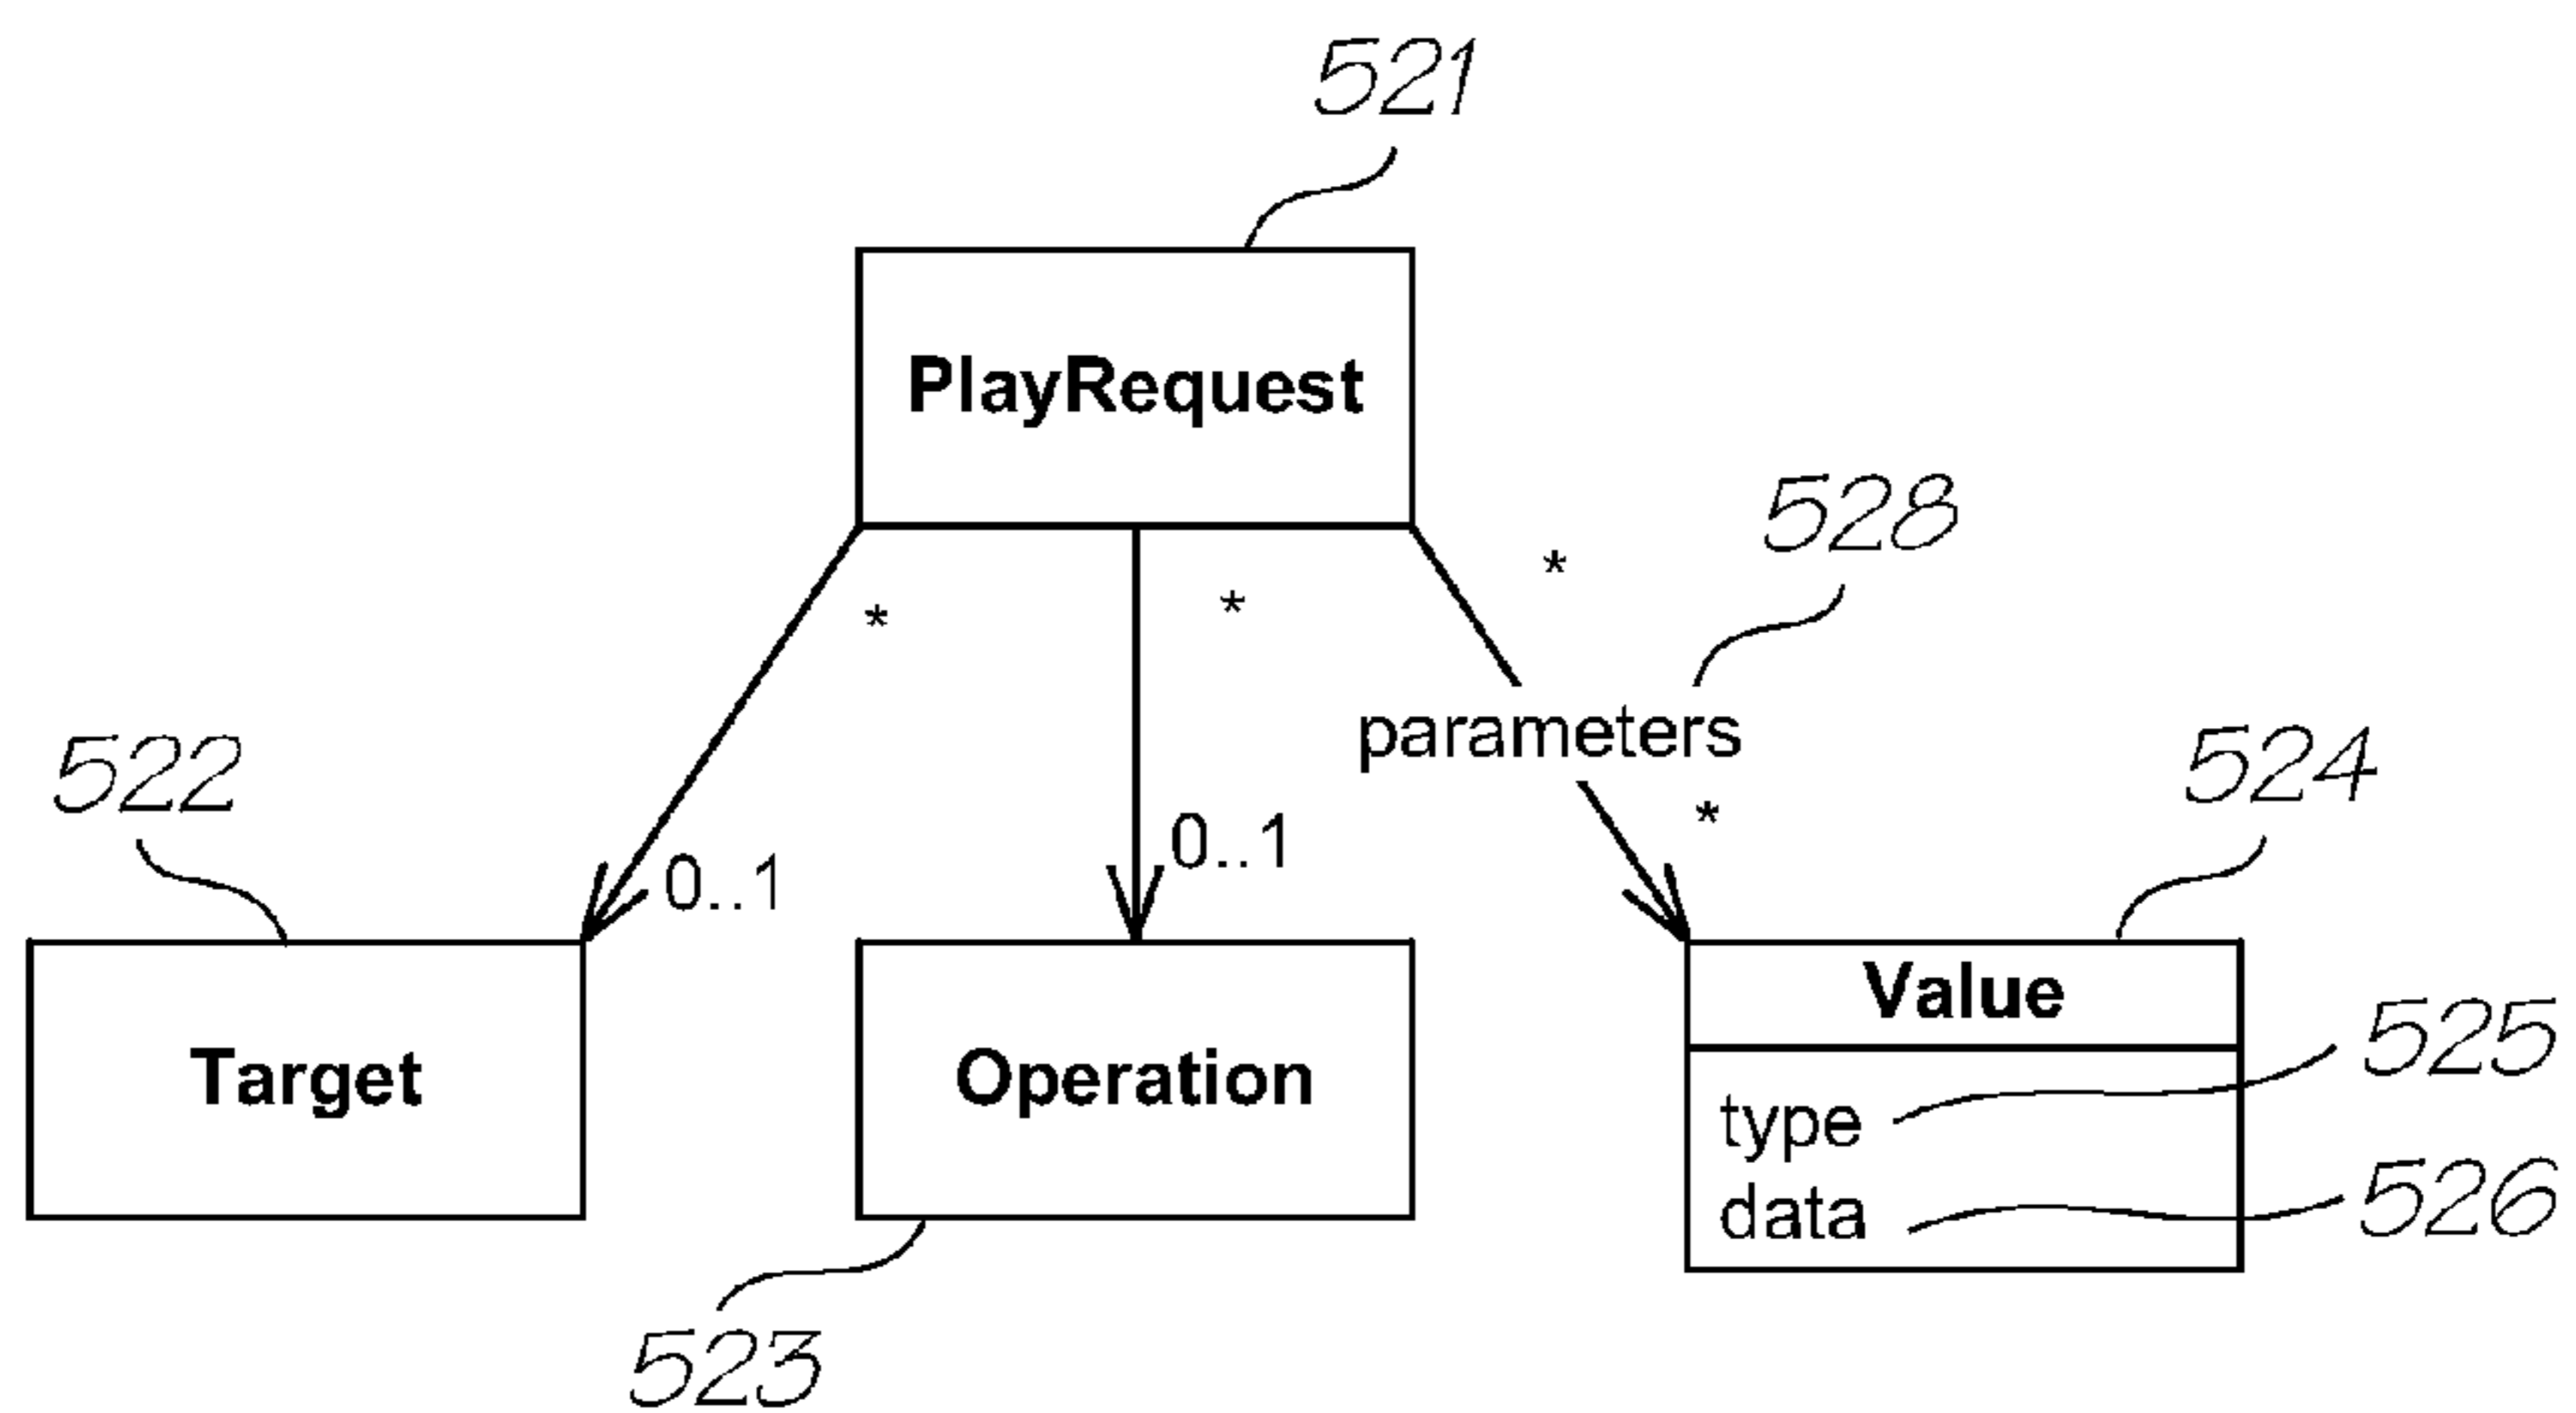 521
PlayRequest
528
*
*
*
parameters
522
524
*
0..1
0..1
Value
525
Target
Operation
type
data
526
523